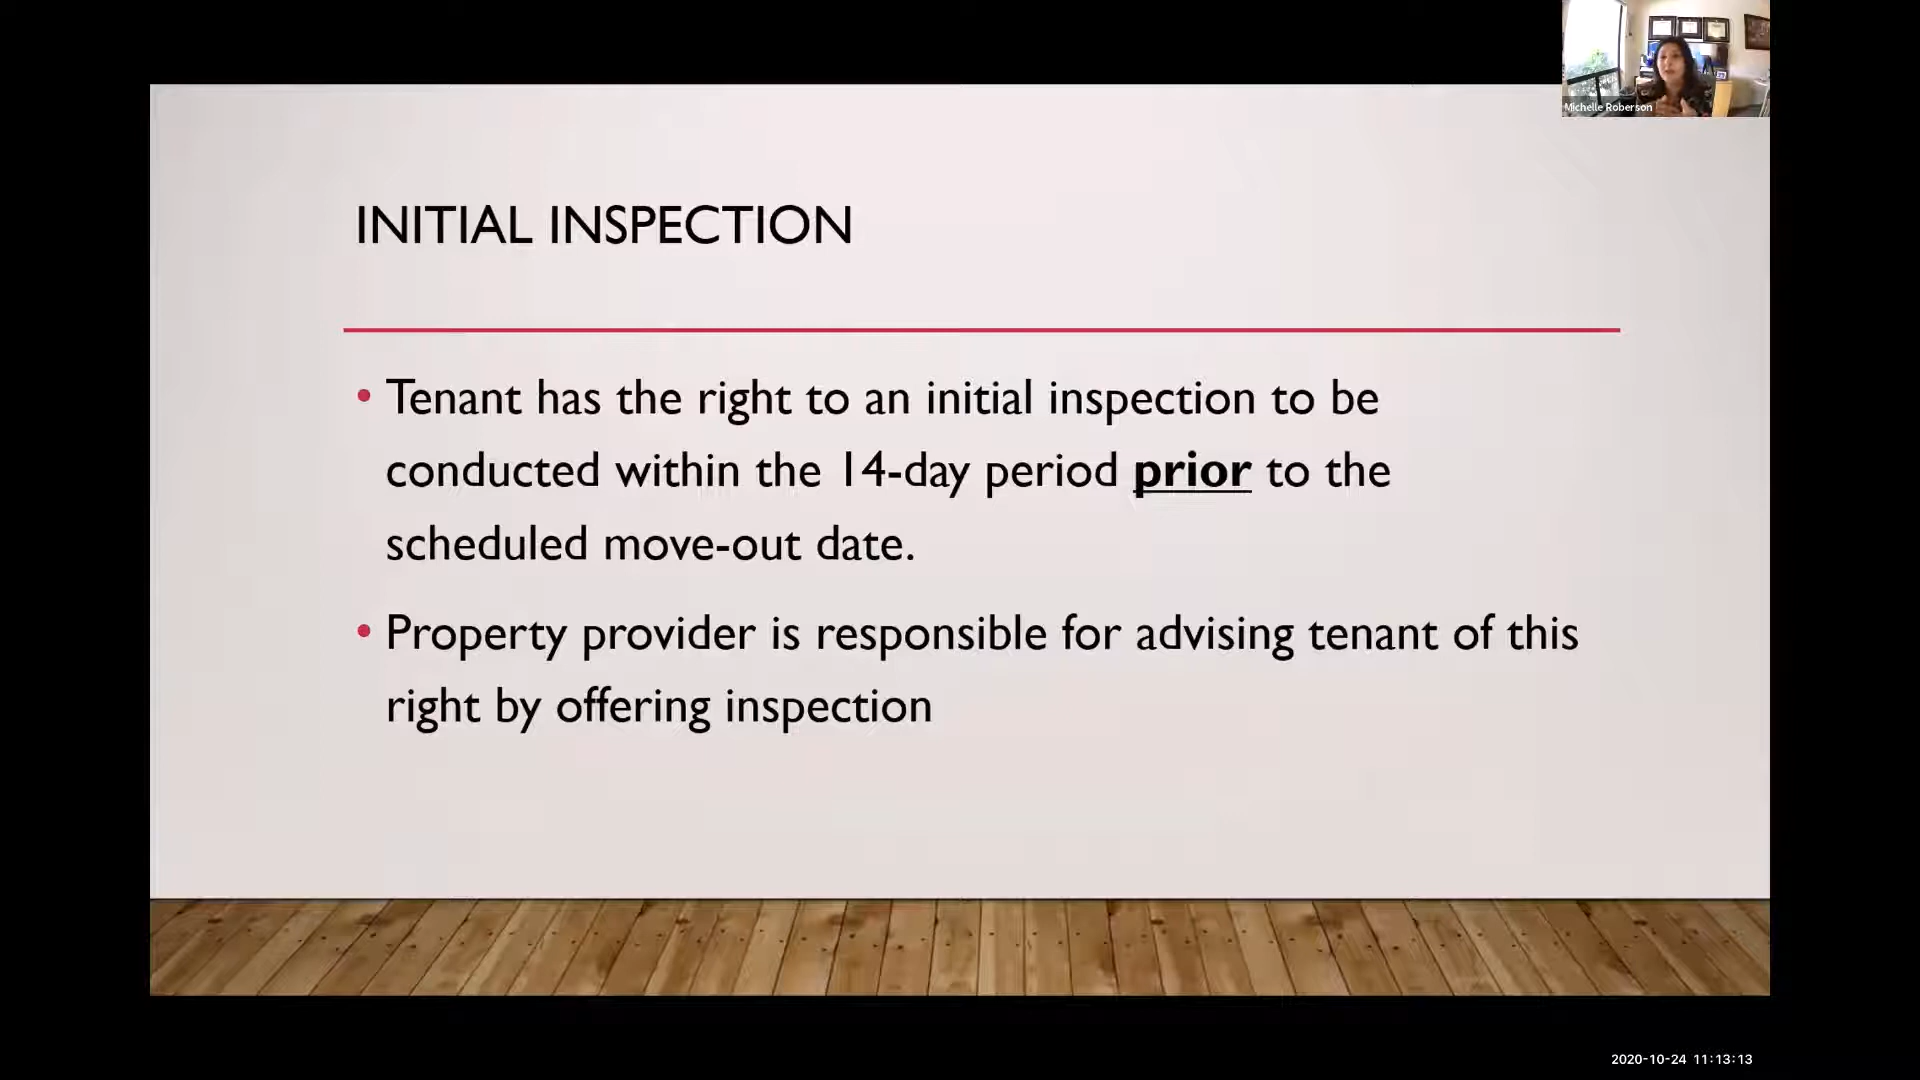 Michelle Roberson
INITIAL INSPECTION
• Tenant has the right to an initial inspection to be
conducted within the 14-day period prior to the
scheduled move-out date.
• Property provider is responsible for advising tenant of this
right by offering inspection
2020-10-24 11:13:13